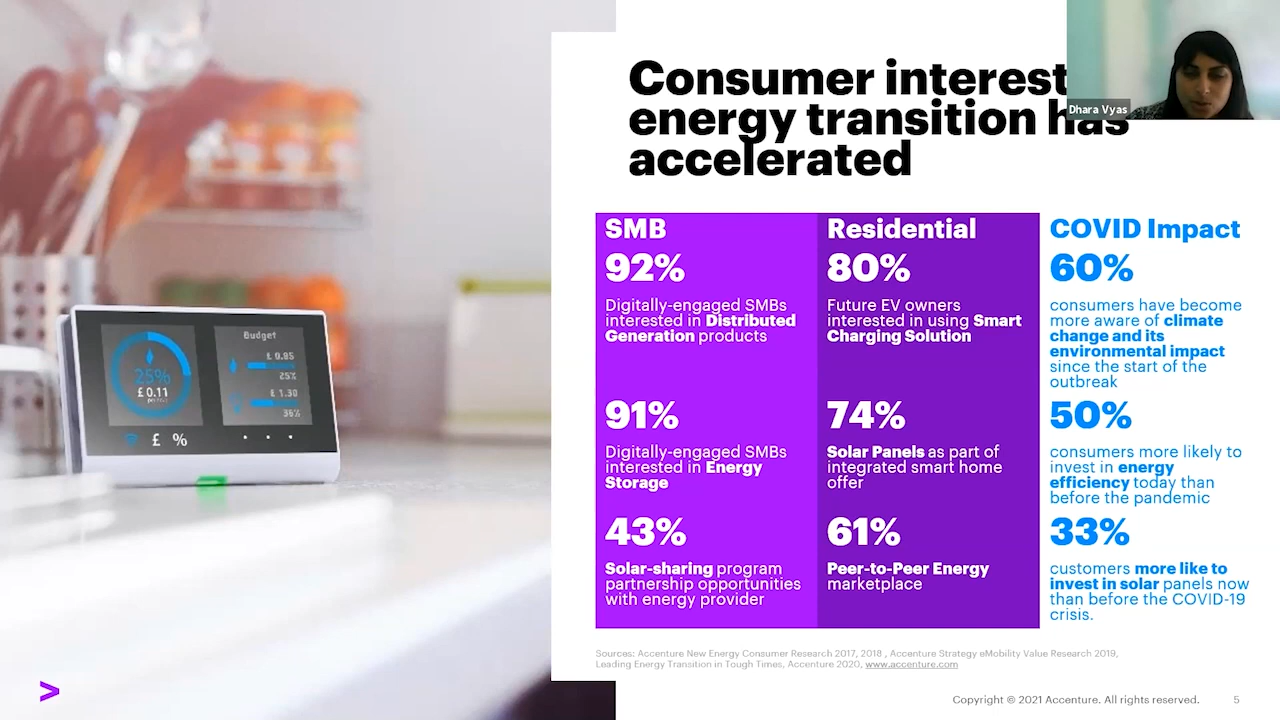 Consumer interest
energy transition has
accelerated
Dhara Vyas
SMB
92%
Digitally-engaged SMBs
interested in Distributed
Generation products
91%
Digitally-engaged SMBs
interested in Energy
Storage
43%
Solar-sharing program
partnership opportunities
with energy provider
Residential
80%
Future EV owners
interested in using Smart
Charging Solution
74%
Solar Panels as part of
integrated smart home
offer
61%
Peer-to-Peer Energy
marketplace
COVID Impact
60%
consumers have become
more aware of climate
change and its
environmental impact
since the start of the
outbreak
50%
consumers more likely to
invest in energy
efficiency today than
before the pandemic
33%
customers more like to
invest in solar panels now
than before the COVID-19
crisis.
25%
£ 0.11
£ %
Budget
£ 0.85
25%
£ 1.30
36%
Sources: Accenture New Energy Consumer Research 2017, 2018 , Accenture Strategy eMobility Value Research 2019,
Leading Energy Transition in Tough Times, Accenture 2020, www.accenture.com
>
Copyright © 2021 Accenture. All rights reserved.
5